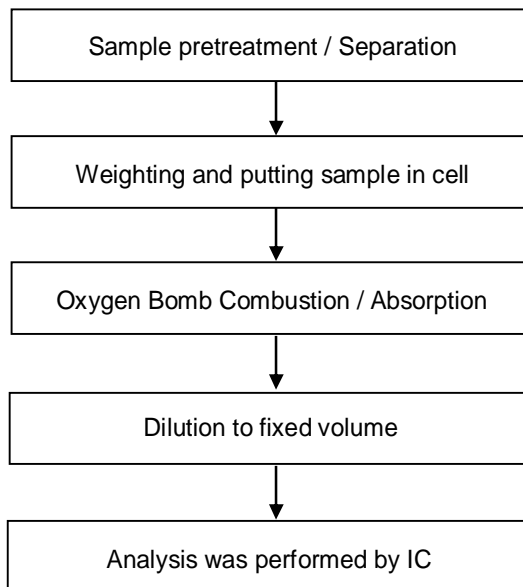 Sample pretreatment / Separation
Weighting and putting sample in cell
Oxygen Bomb Combustion / Absorption
Dilution to fixed volume
Analysis was performed by IC